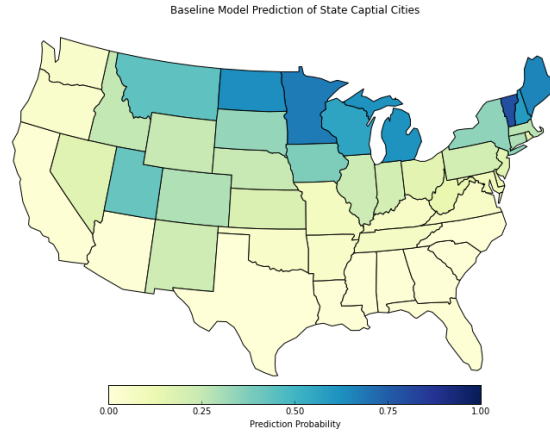 Baseline Model Prediction of State Captial Cities
0.00 0.25 0.50 0.75 1.00
Prediction Probability